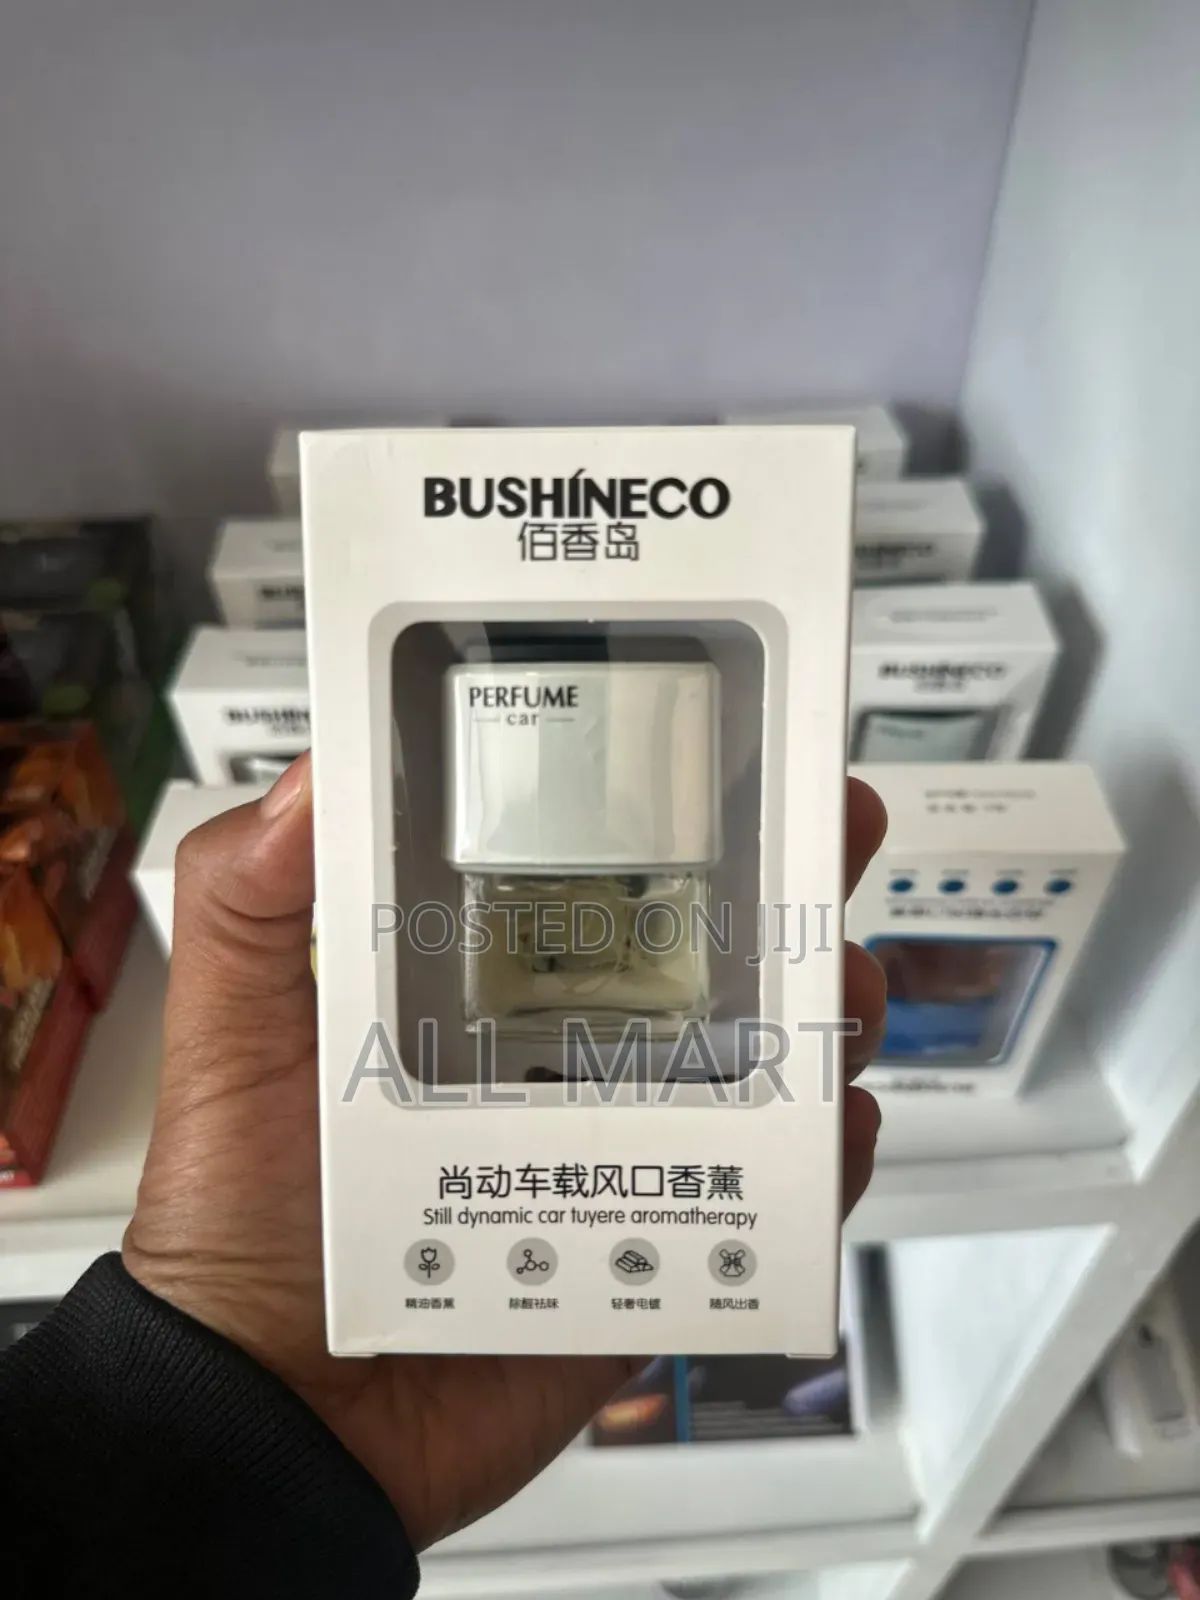 BUSHÍNECO
佰香岛
PERFUME
car
POSTED ON JIJI
ALL MART
尚动车载风口香薰
Still dynamic car tuyere aromatherapy
精油香薰
除醛祛味
轻奢电镀
随风出香
BUSHÍNECO